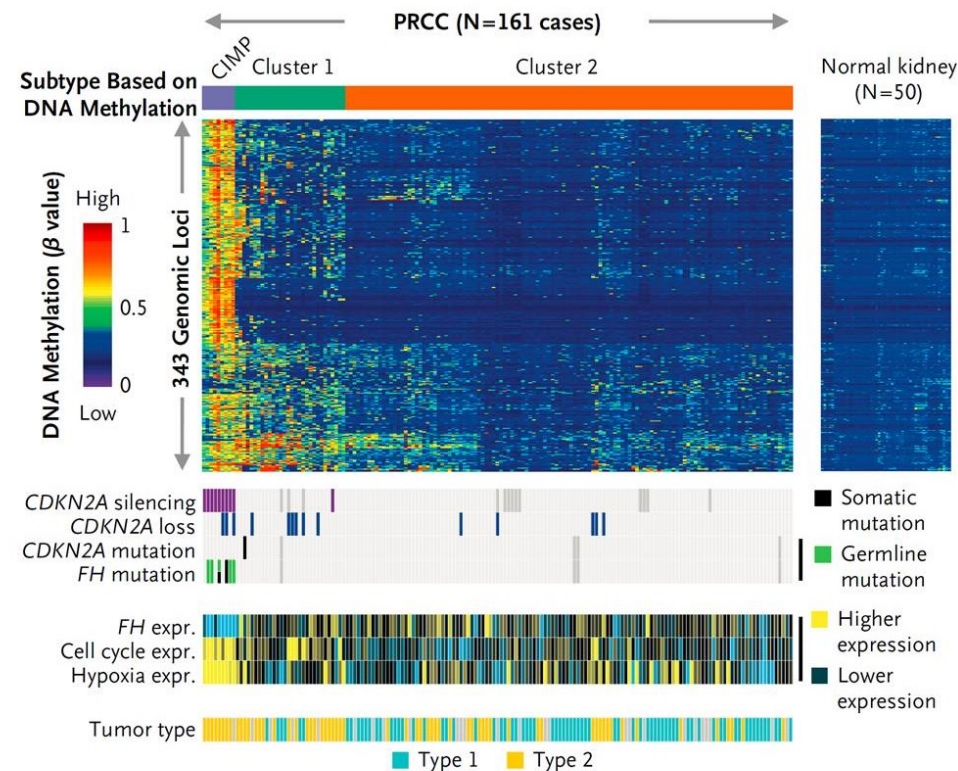 PRCC (N=161 cases)
CIMP
Cluster 1
Cluster 2
Normal kidney
(N=50)
Subtype Based on
DNA Methylation
DNA Methylation (β value)
High
1
0.5
0
Low
343 Genomic Loci
CDKN2A silencing
CDKN2A loss
CDKN2A mutation
FH mutation
Somatic
mutation
Germline
mutation
FH expr.
Cell cycle expr.
Hypoxia expr.
Higher
expression
Lower
expression
Tumor type
Type 1
Type 2